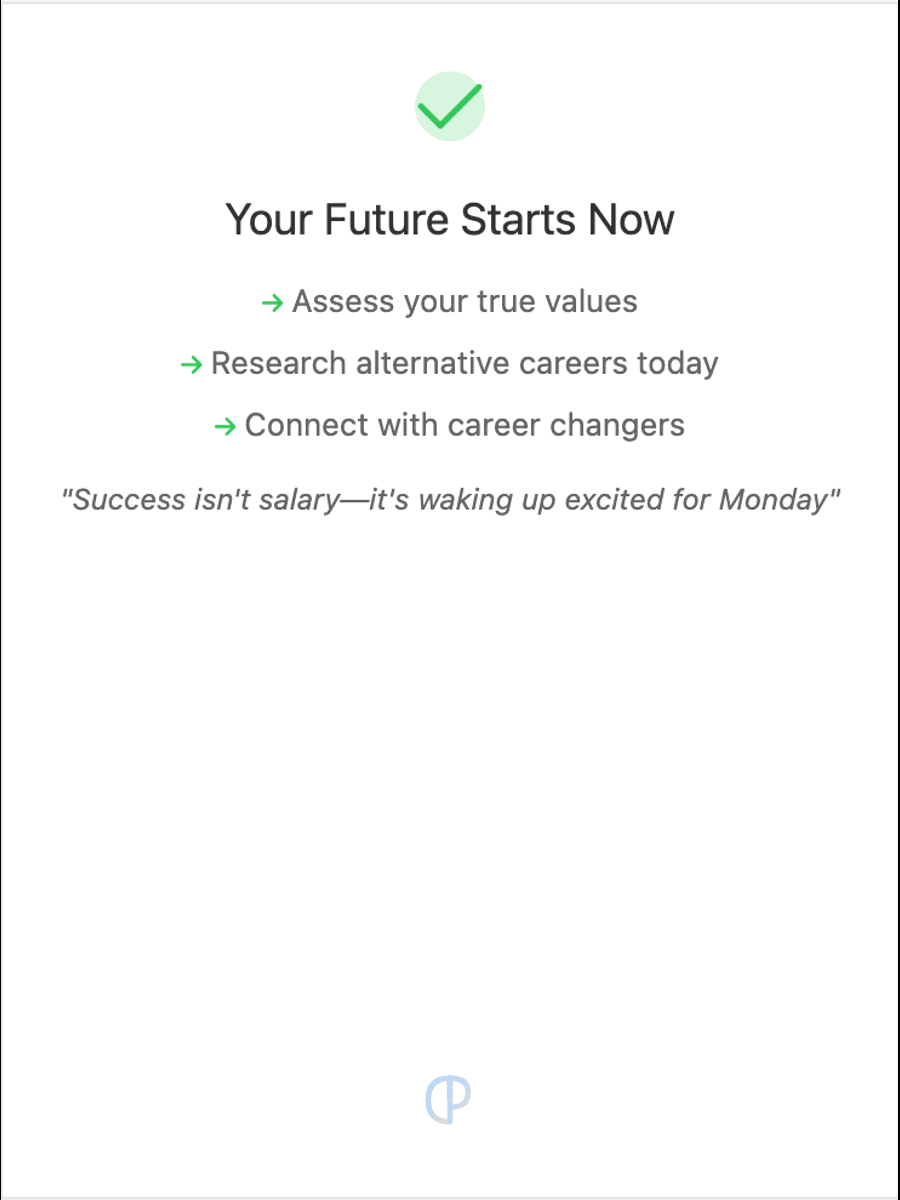 Your Future Starts Now
→ Assess your true values
→ Research alternative careers today
→ Connect with career changers
"Success isn't salary—it's waking up excited for Monday"